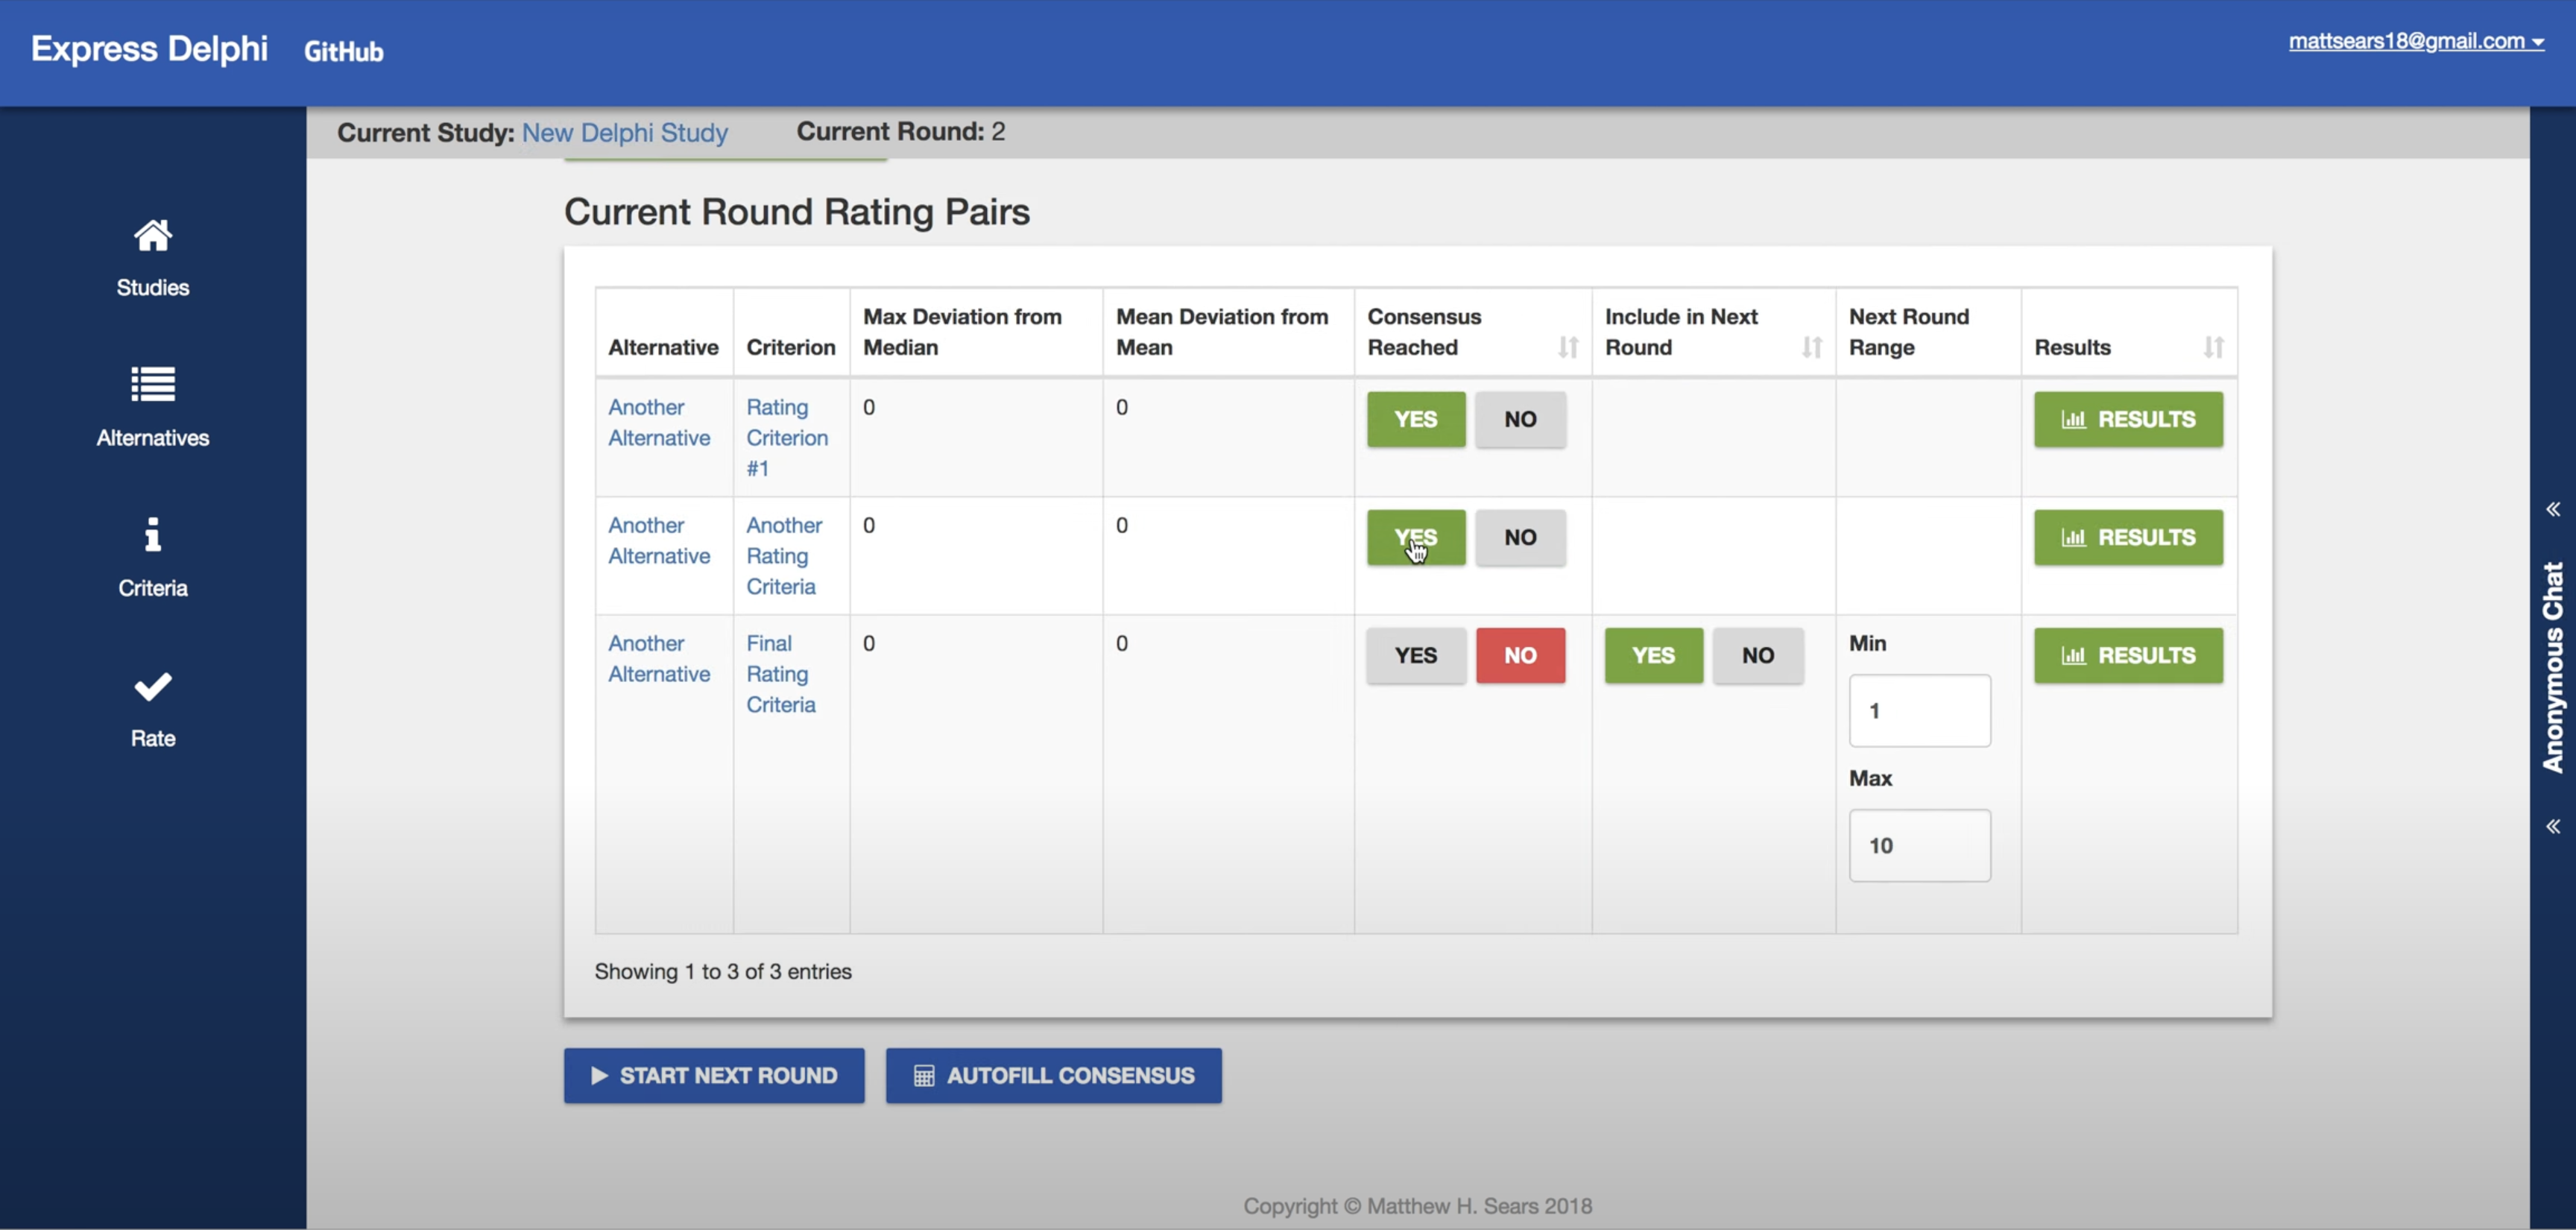 Express Delphi GitHub
mattsears18@gmail.com
Current Study: New Delphi Study Current Round: 2
Studies
Alternatives
Criteria
Rate
Current Round Rating Pairs
Alternative
Criterion
Max Deviation from
Median
Mean Deviation from
Mean
Consensus
Reached
Include in Next
Round
Next Round
Range
Results
Another
Alternative
Rating
Criterion
#1
0
0
YES NO
RESULTS
Another
Alternative
Another
Rating
Criteria
0
0
YES NO
RESULTS
Another
Alternative
Final
Rating
Criteria
0
0
YES NO
YES NO
Min
1
Max
10
RESULTS
Showing 1 to 3 of 3 entries
START NEXT ROUND
AUTOFILL CONSENSUS
Anonymous Chat
Copyright © Matthew H. Sears 2018